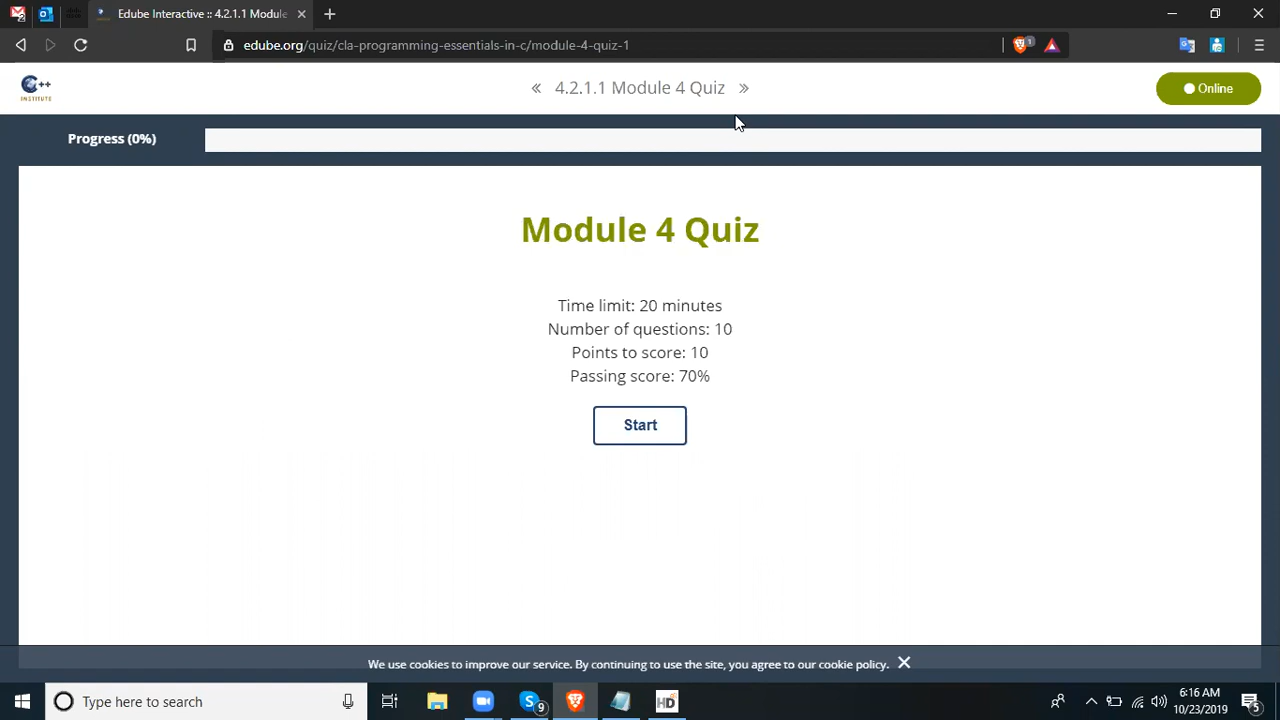 Edube Interactive :: 4.2.1.1 Module
edube.org/quiz/cla-programming-essentials-in-c/module-4-quiz-1
1
C++
INSTITUTE
« 4.2.1.1 Module 4 Quiz »
Online
Progress (0%)
Module 4 Quiz
Time limit: 20 minutes
Number of questions: 10
Points to score: 10
Passing score: 70%
Start
We use cookies to improve our service. By continuing to use the site, you agree to our cookie policy.
Type here to search
S
9
HD
6:16 AM
10/23/2019
5